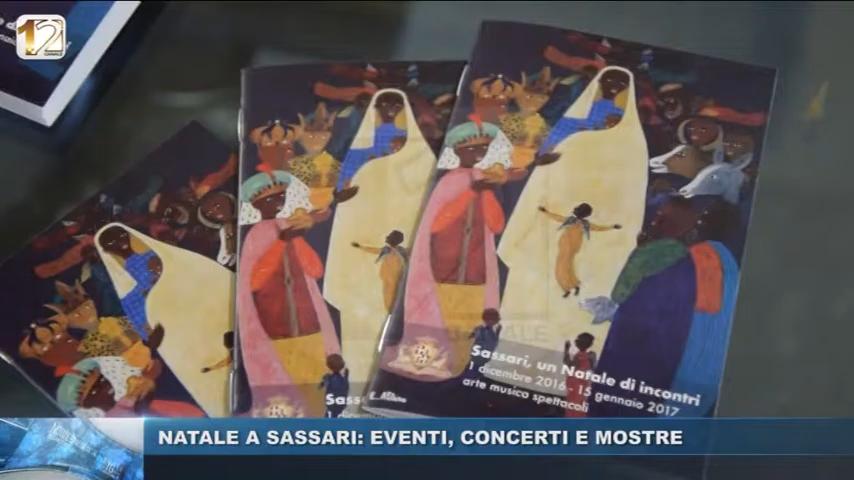 12
Sassari, un Natale di incontri
1 dicembre 2016 - 15 gennaio 2017
arte musica spettacoli
NATALE A SASSARI: EVENTI, CONCERTI E MOSTRE